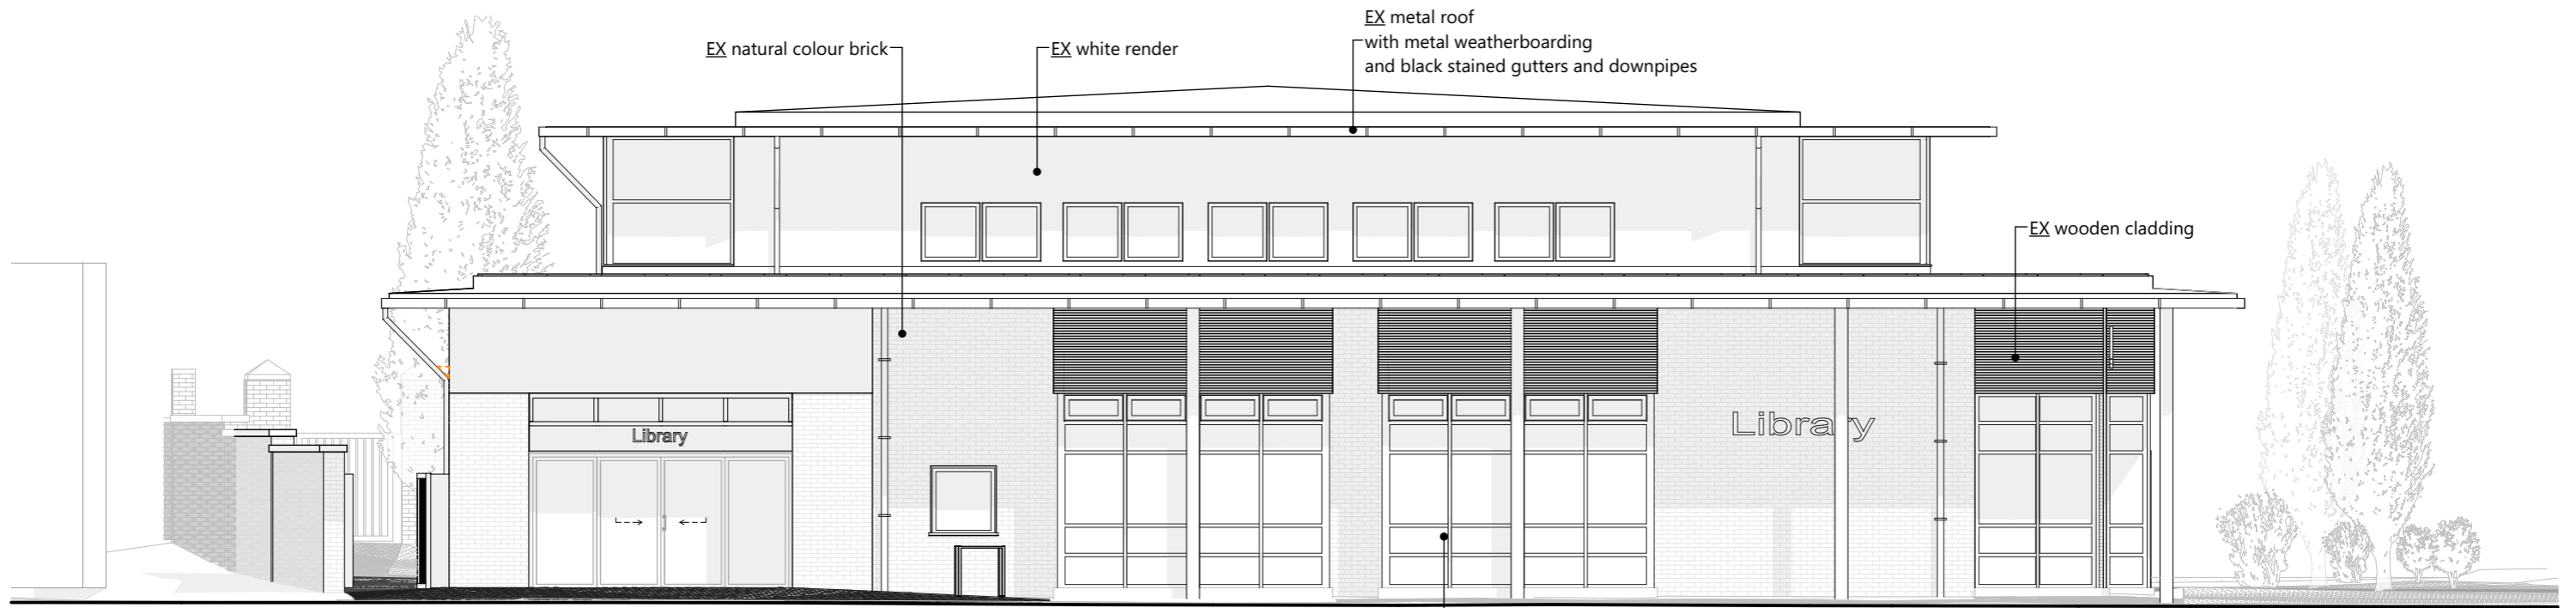 EX metal roof
with metal weatherboarding
and black stained gutters and downpipes
EX natural colour brick
EX white render
EX wooden cladding
Library
Library